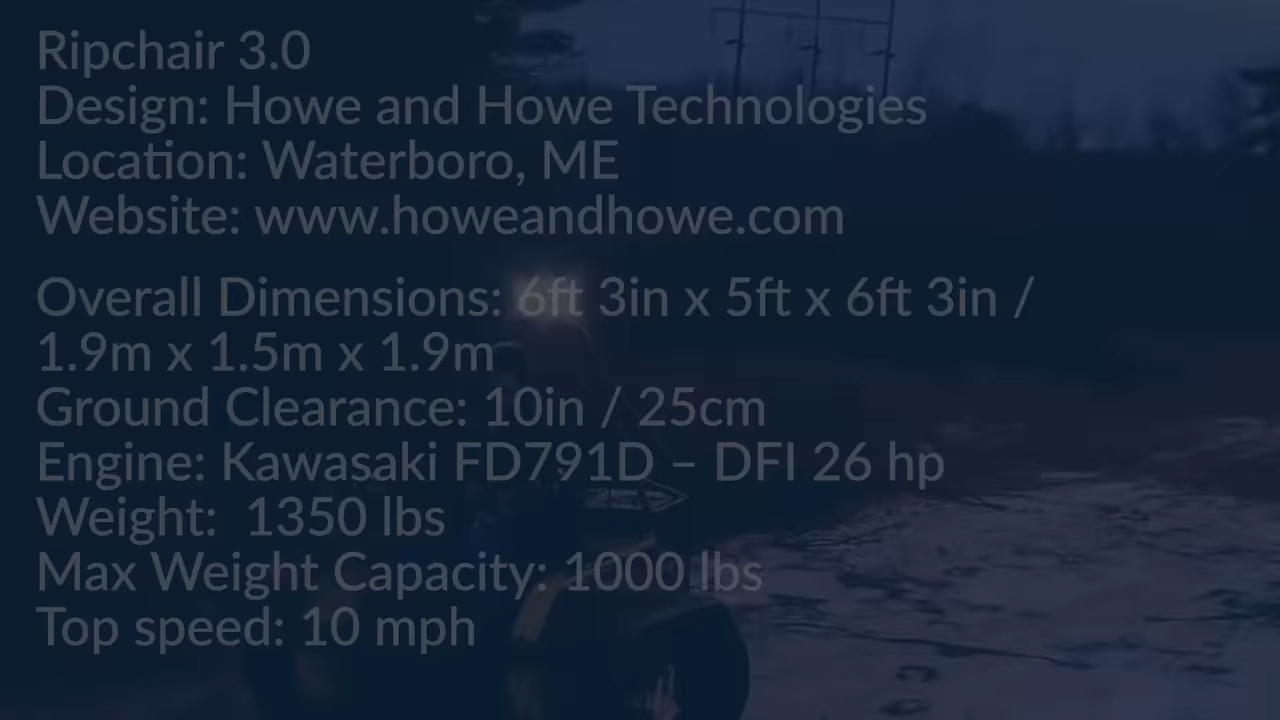 Ripchair 3.0
Design: Howe and Howe Technologies
Location: Waterboro, ME
Website: www.howeandhowe.com
Overall Dimensions: 6ft 3in x 5ft x 6ft 3in /
1.9m x 1.5m x 1.9m
Ground Clearance: 10in / 25cm
Engine: Kawasaki FD791D – DFI 26 hp
Weight:  1350 lbs
Max Weight Capacity: 1000 lbs
Top speed: 10 mph